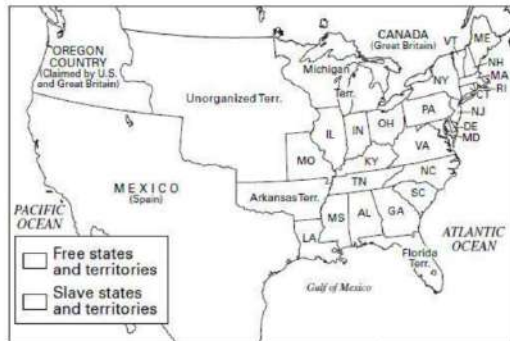 OREGON
COUNTRY
(Claimed by U.S.
and Great Britain)
CANADA
(Great Britain)
VT
ME
NH
MA
RI
CT
NY
Michigan
Terr.
Unorganized Terr.
PA
NJ
DE
MD
IL
IN
OH
VA
MO
KY
NC
TN
SC
MEXICO
(Spain)
Arkansas Terr.
MS
AL
GA
LA
PACIFIC
OCEAN
ATLANTIC
OCEAN
Florida
Terr.
Gulf of Mexico
Free states
and territories
Slave states
and territories